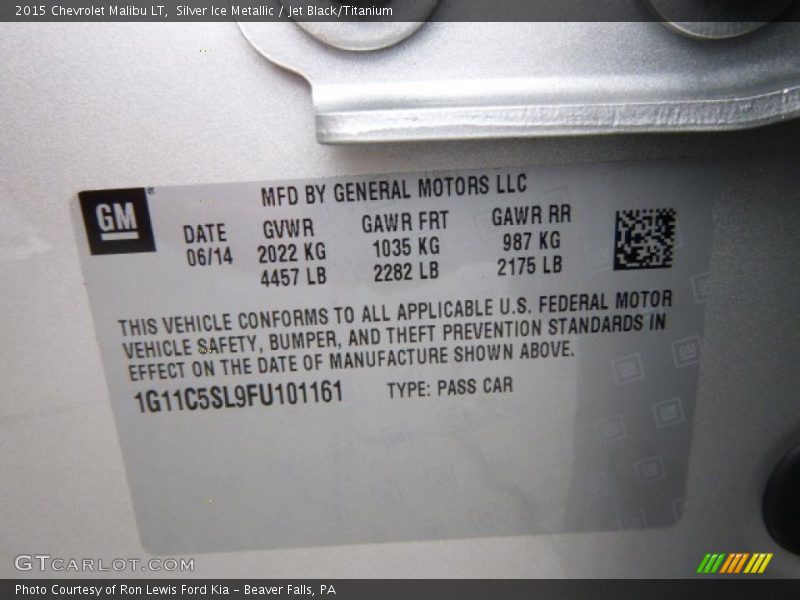 2015 Chevrolet Malibu LT, Silver Ice Metallic / Jet Black/Titanium
GM
MFD BY GENERAL MOTORS LLC
DATE GVWR GAWR FRT GAWR RR
06/14 2022 KG 1035 KG 987 KG
4457 LB 2282 LB 2175 LB
THIS VEHICLE CONFORMS TO ALL APPLICABLE U.S. FEDERAL MOTOR
VEHICLE SAFETY, BUMPER, AND THEFT PREVENTION STANDARDS IN
EFFECT ON THE DATE OF MANUFACTURE SHOWN ABOVE.
1G11C5SL9FU101161 TYPE: PASS CAR
GTCARLOT.COM
Photo Courtesy of Ron Lewis Ford Kia – Beaver Falls, PA